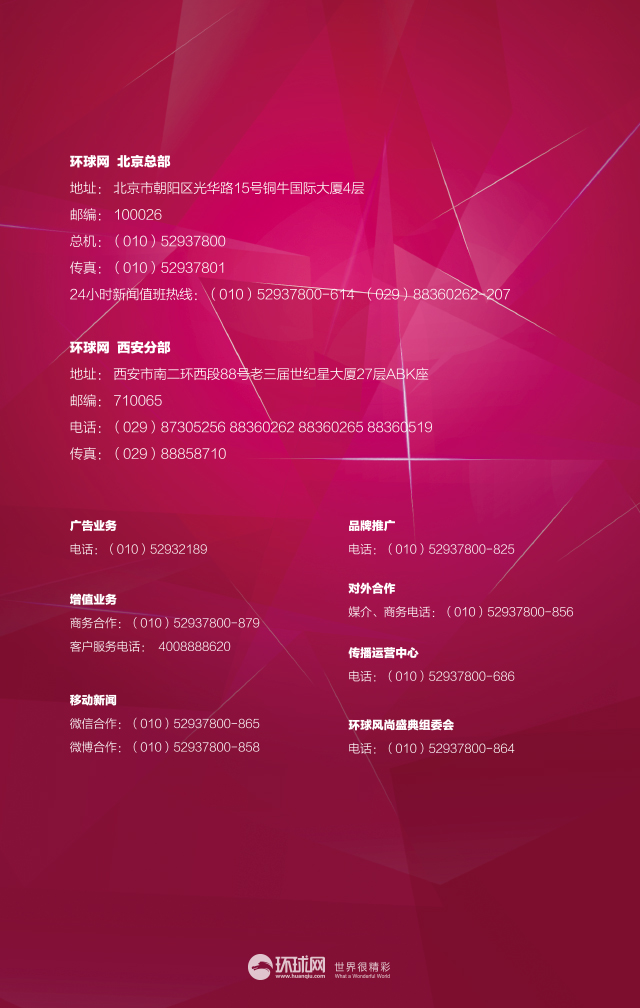 环球网 北京总部
地址： 北京市朝阳区光华路15号铜牛国际大厦4层
邮编： 100026
总机：（010）52937800
传真：（010）52937801
24小时新闻值班热线：（010）52937800-614 （029）88360262-207
环球网 西安分部
地址： 西安市南二环西段88号老三届世纪星大厦27层ABK座
邮编： 710065
电话：（029）87305256 88360262 88360265 88360519
传真：（029）88858710
广告业务
电话：（010）52932189
增值业务
商务合作：（010）52937800-879
客户服务电话： 4008888620
移动新闻
微信合作：（010）52937800-865
微博合作：（010）52937800-858
品牌推广
电话：（010）52937800-825
对外合作
媒介、商务电话：（010）52937800-856
传播运营中心
电话：（010）52937800-686
环球风尚盛典组委会
电话：（010）52937800-864
环球网
www.huanqiu.com
世界很精彩
What a Wonderful World